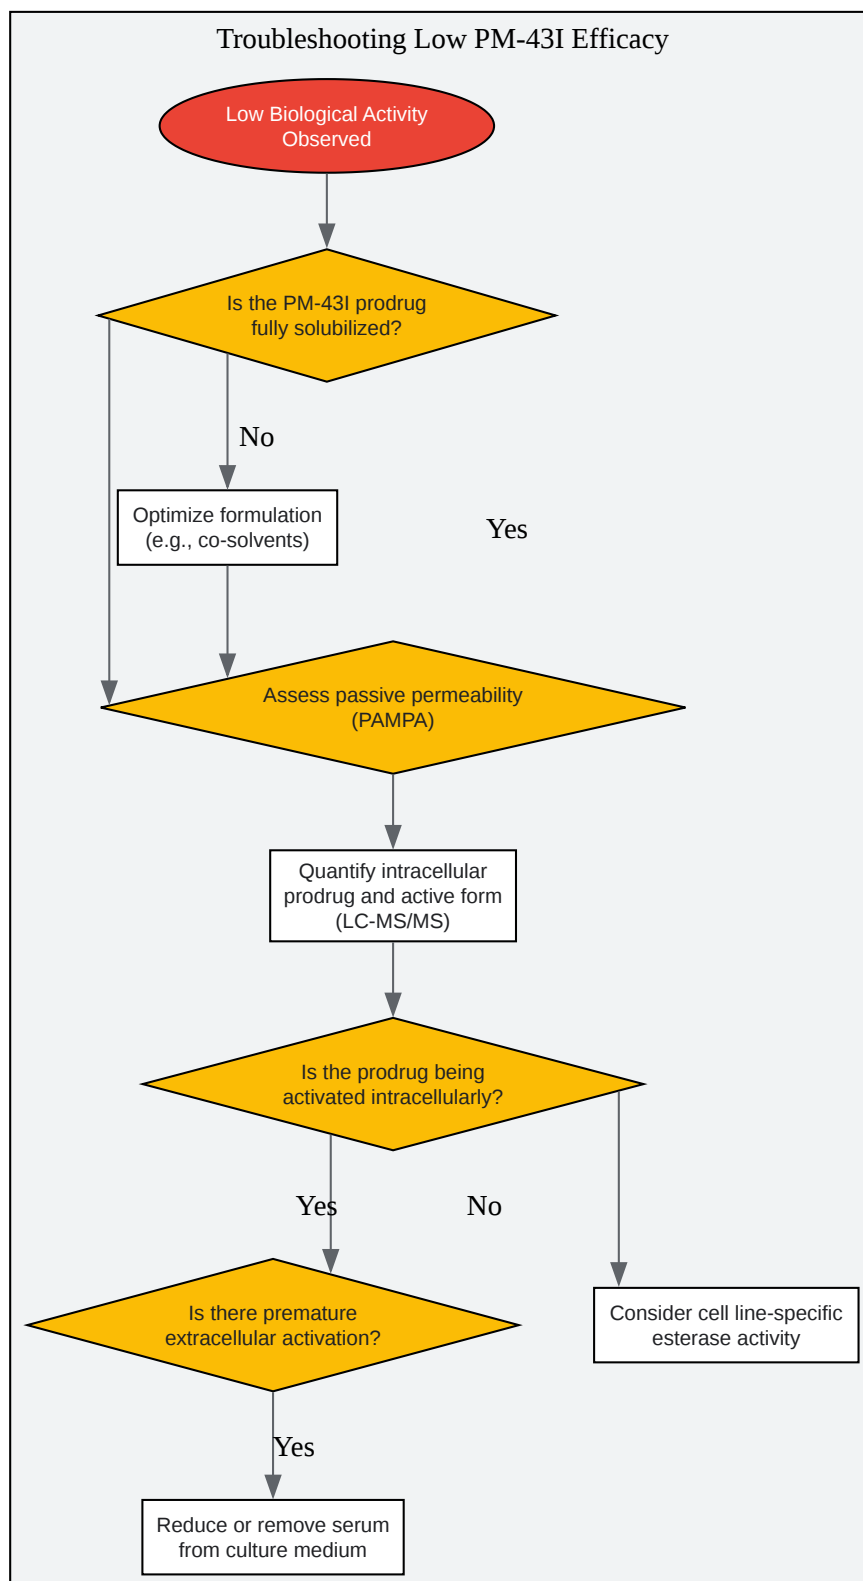 Troubleshooting Low PM-43I Efficacy
Low Biological Activity
Observed
Is the PM-43I prodrug
fully solubilized?
No
Optimize formulation
(e.g., co-solvents)
Yes
Assess passive permeability
(PAMPA)
Quantify intracellular
prodrug and active form
(LC-MS/MS)
Is the prodrug being
activated intracellularly?
Yes
No
Is there premature
extracellular activation?
Consider cell line-specific
esterase activity
Yes
Reduce or remove serum
from culture medium